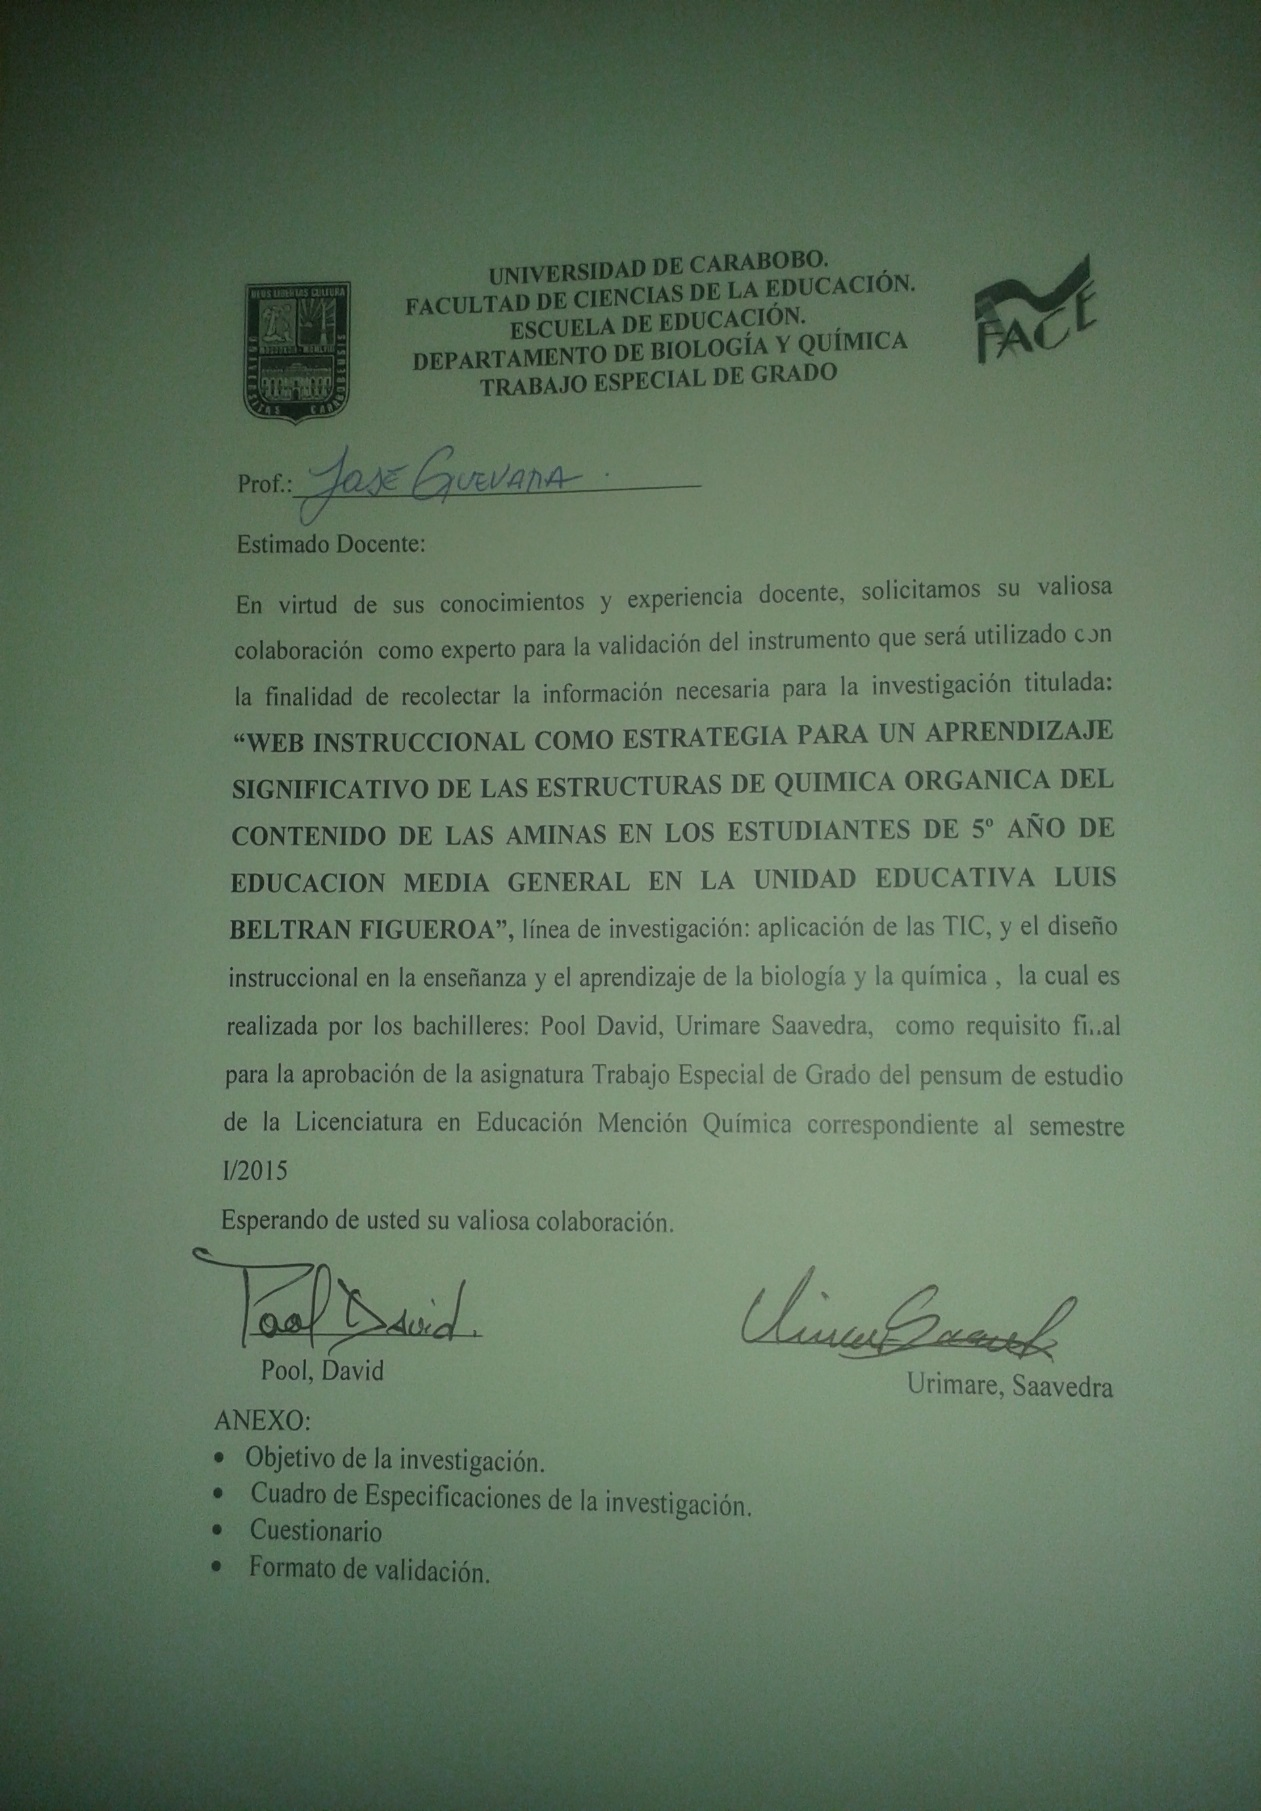 UNIVERSIDAD DE CARABOBO.
FACULTAD DE CIENCIAS DE LA EDUCACIÓN.
ESCUELA DE EDUCACIÓN.
DEPARTAMENTO DE BIOLOGÍA Y QUÍMICA
TRABAJO ESPECIAL DE GRADO
DEUS LIBERTAS CULTURA
FACE
Prof.: JOSE GUEVARA .
Estimado Docente:
En virtud de sus conocimientos y experiencia docente, solicitamos su valiosa
colaboración como experto para la validación del instrumento que será utilizado con
la finalidad de recolectar la información necesaria para la investigación titulada:
“WEB INSTRUCCIONAL COMO ESTRATEGIA PARA UN APRENDIZAJE
SIGNIFICATIVO DE LAS ESTRUCTURAS DE QUIMICA ORGANICA DEL
CONTENIDO DE LAS AMINAS EN LOS ESTUDIANTES DE 5º AÑO DE
EDUCACION MEDIA GENERAL EN LA UNIDAD EDUCATIVA LUIS
BELTRAN FIGUEROA”, línea de investigación: aplicación de las TIC, y el diseño
instruccional en la enseñanza y el aprendizaje de la biología y la química , la cual es
realizada por los bachilleres: Pool David, Urimare Saavedra, como requisito fi..al
para la aprobación de la asignatura Trabajo Especial de Grado del pensum de estudio
de la Licenciatura en Educación Mención Química correspondiente al semestre
I/2015
Esperando de usted su valiosa colaboración.
Pool David.
Pool, David
Urimare, Saavedra
ANEXO:
• Objetivo de la investigación.
• Cuadro de Especificaciones de la investigación.
• Cuestionario
• Formato de validación.